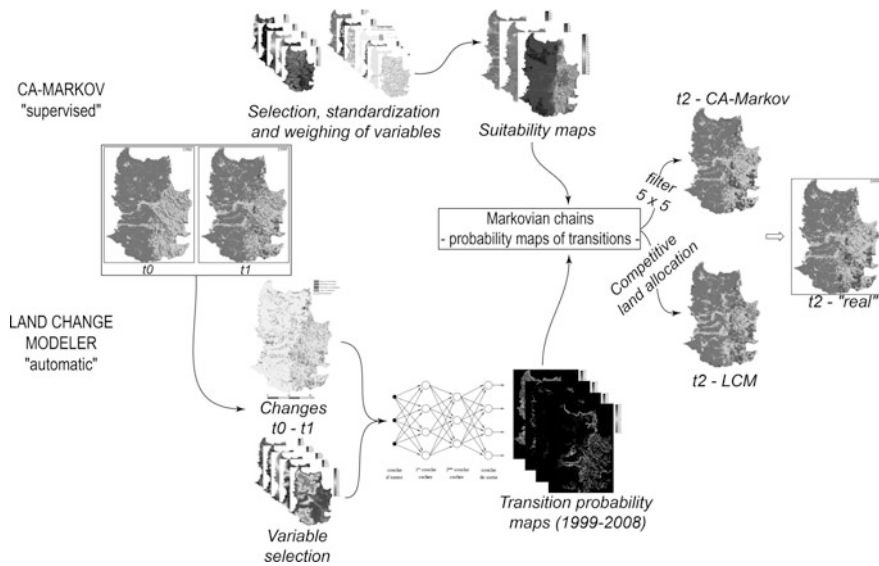 CA-MARKOV
"supervised"
Selection, standardization
and weighing of variables
Suitability maps
t2 - CA-Markov
t0
t1
filter
5 x 5
Markovian chains
- probability maps of transitions -
Competitive
land allocation
t2 - "real"
LAND CHANGE
MODELER
"automatic"
t2 - LCM
Changes
t0 - t1
Variable
selection
Transition probability
maps (1999-2008)